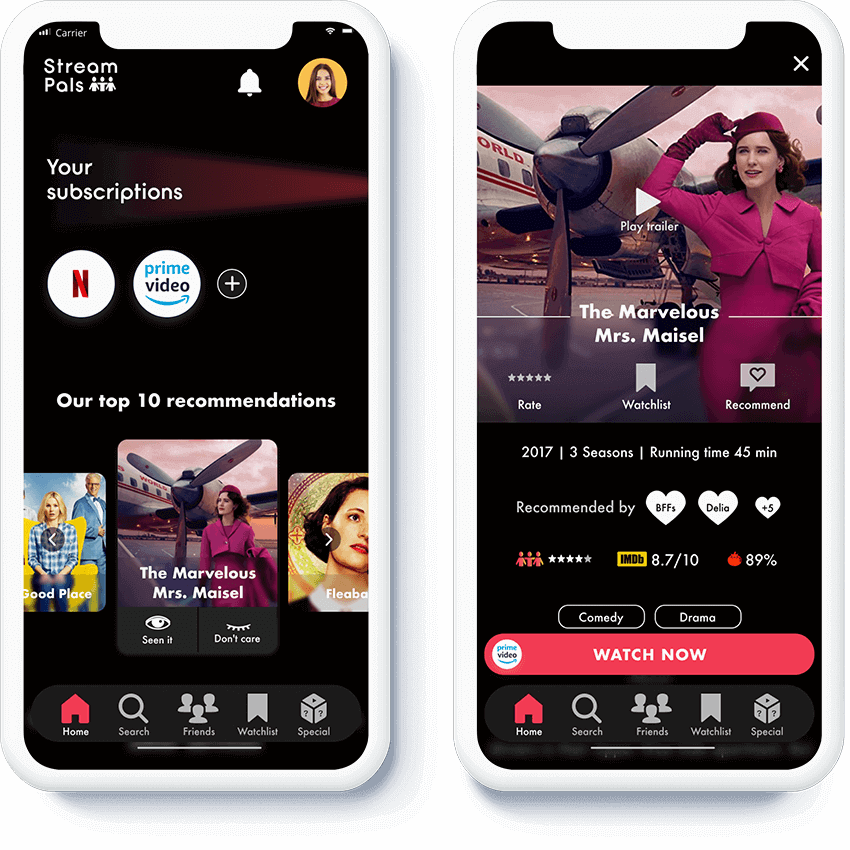 Carrier
Stream
Pals
Your
subscriptions
N
prime
video
Our top 10 recommendations
WORLD
Good Place
The Marvelous
Mrs. Maisel
Fleaba
Seen it
Don't care
Home
Search
Friends
Watchlist
Special
WORLD.
Play trailer
The Marvelous
Mrs. Maisel
Rate
Watchlist
Recommend
2017 | 3 Seasons | Running time 45 min
Recommended by
BFFs
Delia
+5
IMDb 8.7/10
89%
Comedy
Drama
prime
video
WATCH NOW
Home
Search
Friends
Watchlist
Special